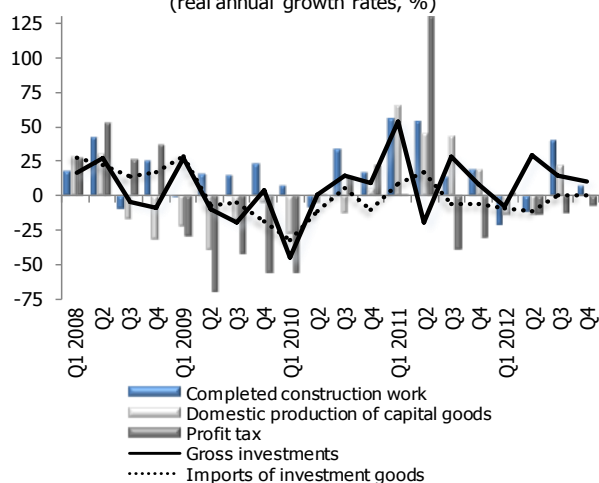 (real annual growth rates, %)
125
100
75
50
25
0
-25
-50
-75
Q1 2008
Q2
Q3
Q4
Q1 2009
Q2
Q3
Q4
Q1 2010
Q2
Q3
Q4
Q1 2011
Q2
Q3
Q4
Q1 2012
Q2
Q3
Q4
Completed construction work
Domestic production of capital goods
Profit tax
Gross investments
Imports of investment goods